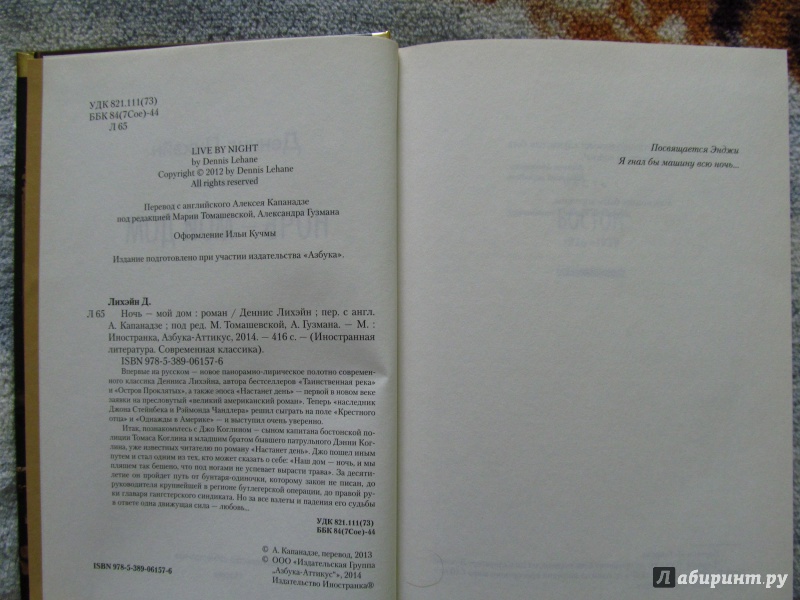 УДК 821.111(73)
ББК 84(7Сое)-44
Л 65
LIVE BY NIGHT
by Dennis Lehane
Copyright © 2012 by Dennis Lehane
All rights reserved
Перевод с английского Алексея Капанадзе
под редакцией Марии Томашевской, Александра Гузмана
Оформление Ильи Кучмы
Издание подготовлено при участии издательства «Азбука».
Лихэйн Д.
Л 65 Ночь — мой дом : роман / Деннис Лихэйн ; пер. с англ.
А. Капанадзе ; под ред. М. Томашевской, А. Гузмана. — М. :
Иностранка, Азбука-Аттикус, 2014. — 416 с. — (Иностранная
литература. Современная классика).
ISBN 978-5-389-06157-6
Впервые на русском — новое панорамно-лирическое полотно современ-
ного классика Денниса Лихэйна, автора бестселлеров «Таинственная река»
и «Остров Проклятых», а также эпоса «Настанет день» — первой в новом веке
заявки на пресловутый «великий американский роман». Теперь «наследник
Джона Стейнбека и Рэймонда Чандлера» решил сыграть на поле «Крестного
отца» и «Однажды в Америке» — и выступил очень уверенно.
Итак, познакомьтесь с Джо Коглином — сыном капитана бостонской по-
лиции Томаса Коглина и младшим братом бывшего патрульного Дэнни Ког-
лина, уже известных читателю по роману «Настанет день». Джо пошел иным
путем и стал одним из тех, кто может сказать о себе: «Наш дом — ночь, и мы
пляшем так бешено, что под ногами не успевает вырасти трава». За десяти-
летие он пройдет путь от бунтаря-одиночки, которому закон не писан, до
руководителя крупнейшей в регионе бутлегерской операции, до правой ру-
ки главаря гангстерского синдиката. Но за все взлеты и падения его судьбы
в ответе одна движущая сила — любовь...
УДК 821.111(73)
ББК 84(7Сое)-44
© А. Капанадзе, перевод, 2013
© ООО «Издательская Группа
„Азбука-Аттикус“», 2014
Издательство Иностранка®
ISBN 978-5-389-06157-6
Посвящается Энджи
Я гнал бы машину всю ночь...
Лабиринт.ру